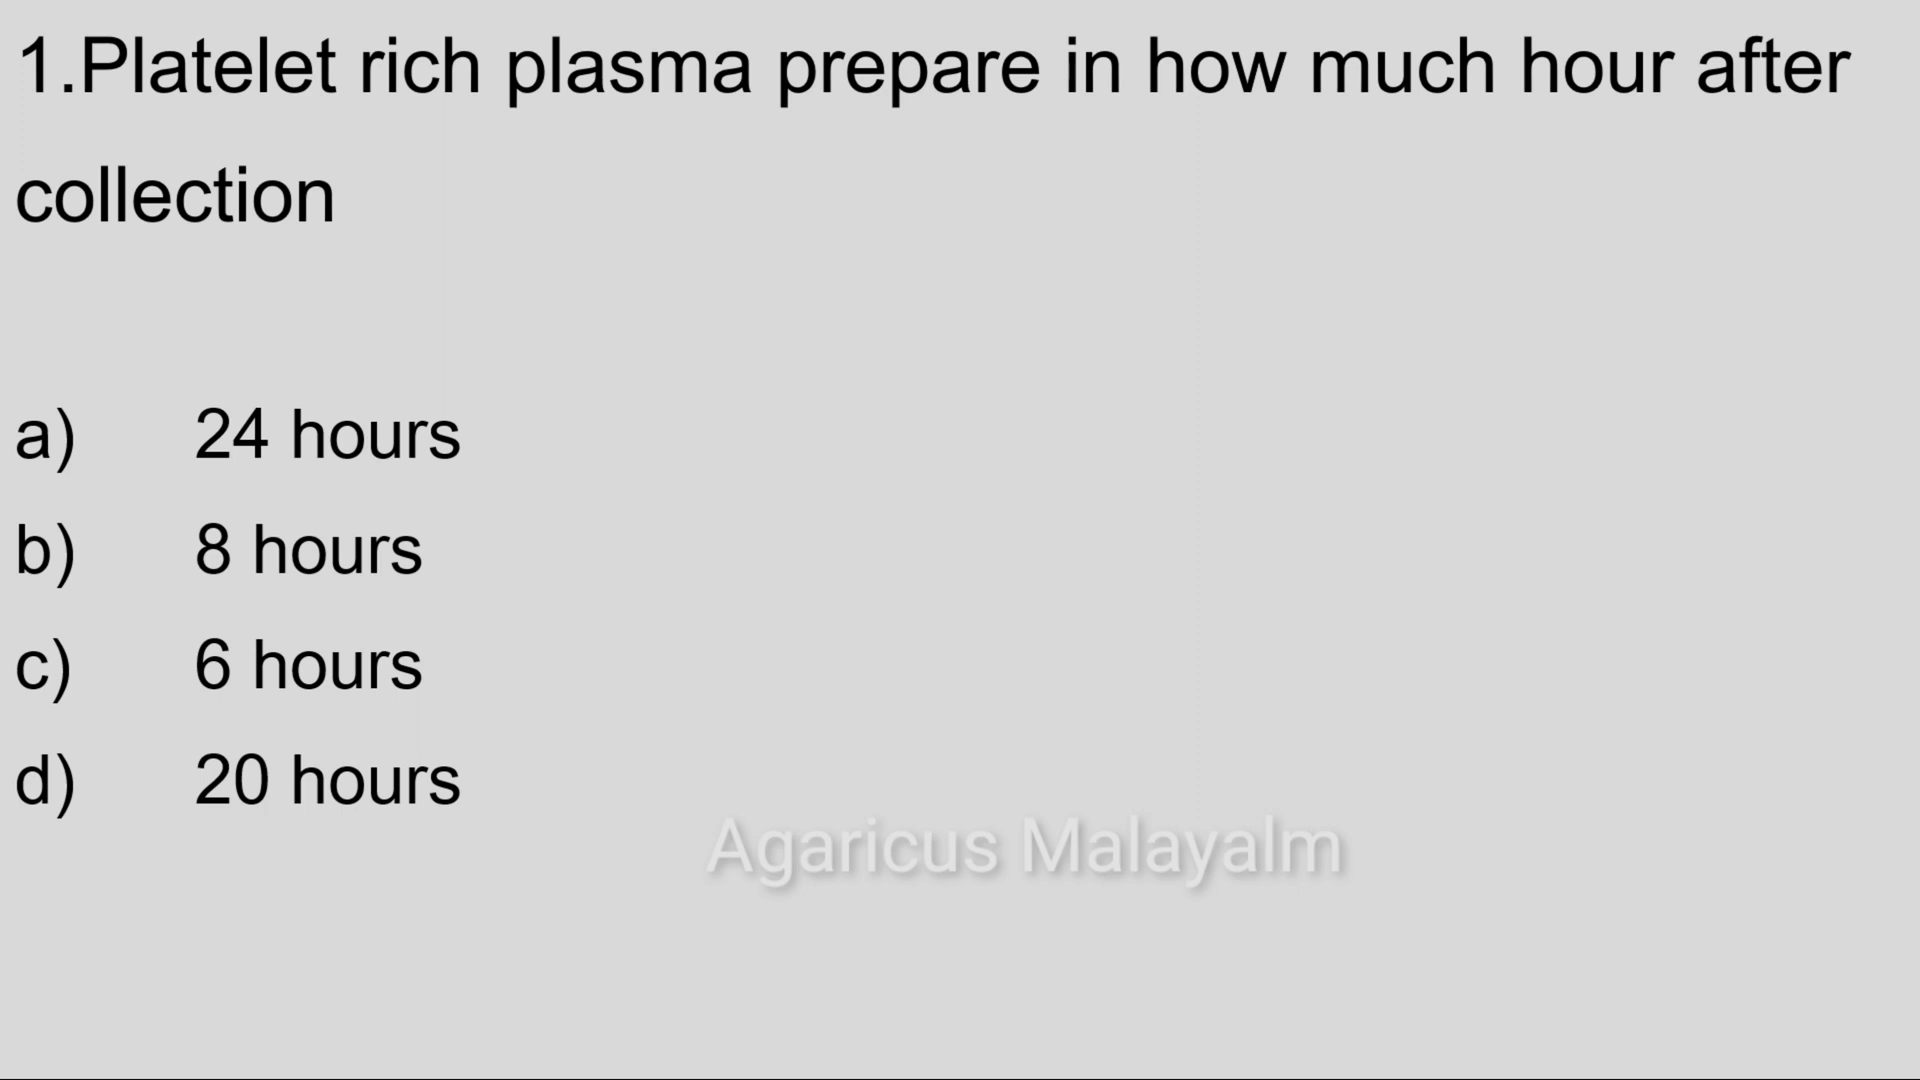 1.Platelet rich plasma prepare in how much hour after
collection
a) 24 hours
b) 8 hours
c) 6 hours
d) 20 hours
Agaricus Malayalm